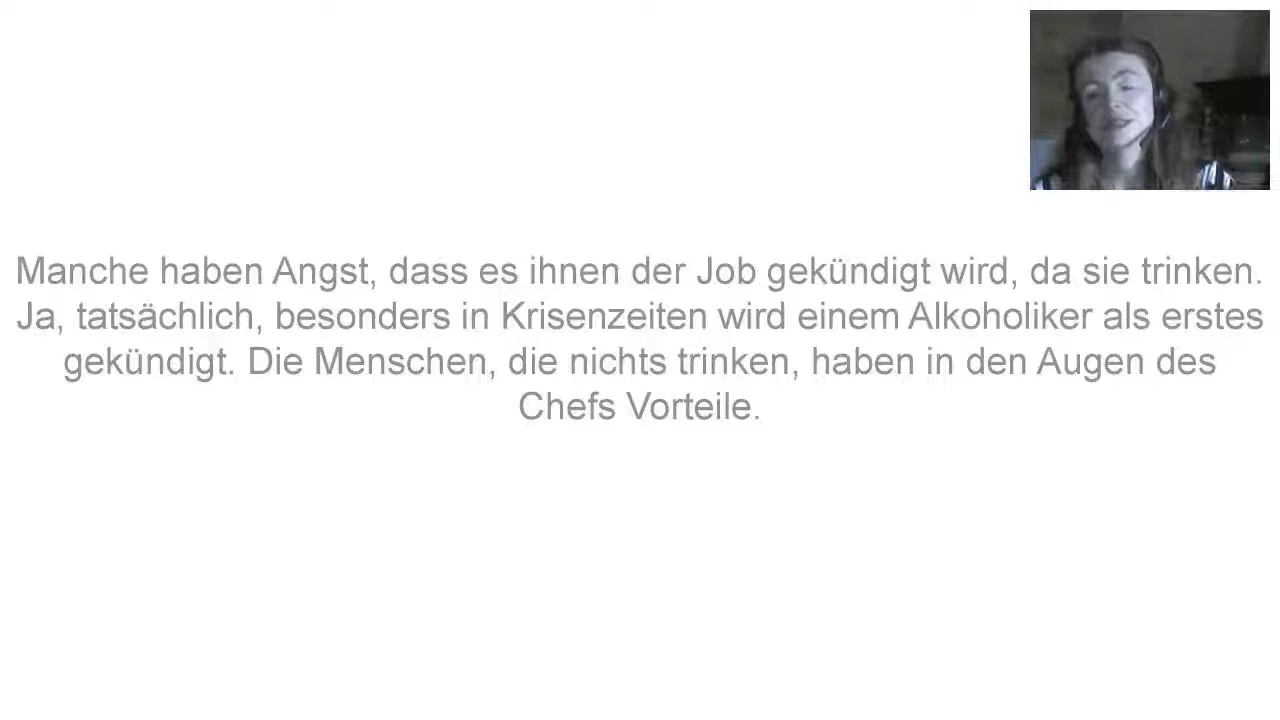 Manche haben Angst, dass es ihnen der Job gekündigt wird, da sie trinken.
Ja, tatsächlich, besonders in Krisenzeiten wird einem Alkoholiker als erstes
gekündigt. Die Menschen, die nichts trinken, haben in den Augen des
Chefs Vorteile.